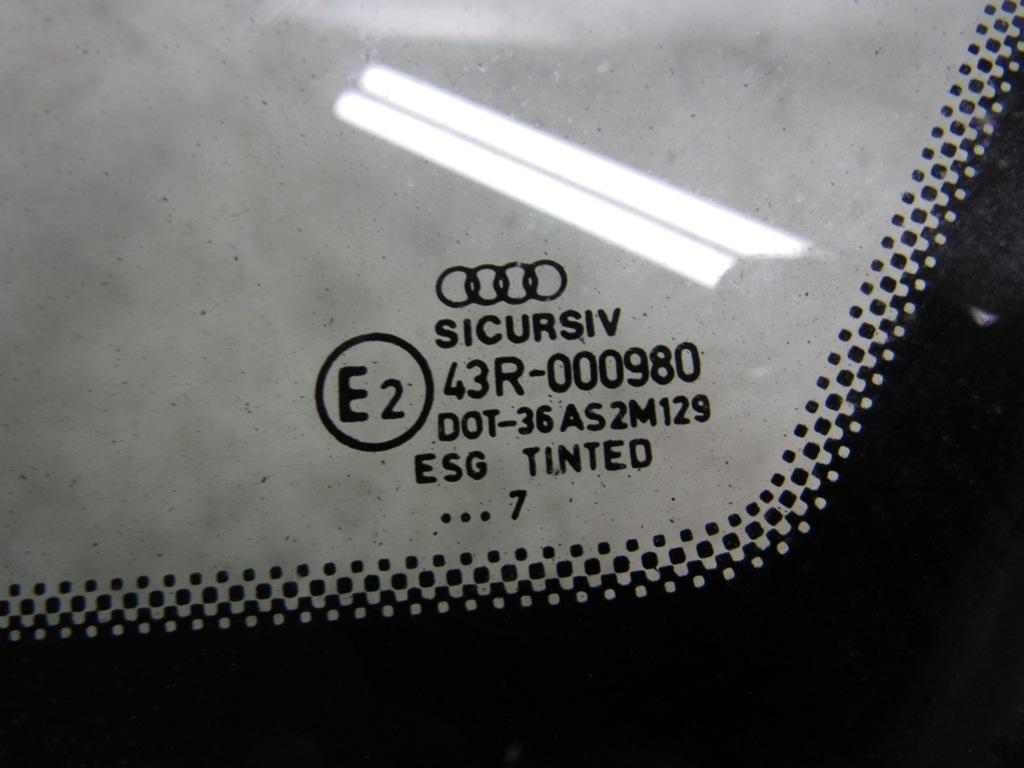 SICURSIV
E2 43R-000980
DOT-36 AS2M129
ESG TINTED
...7